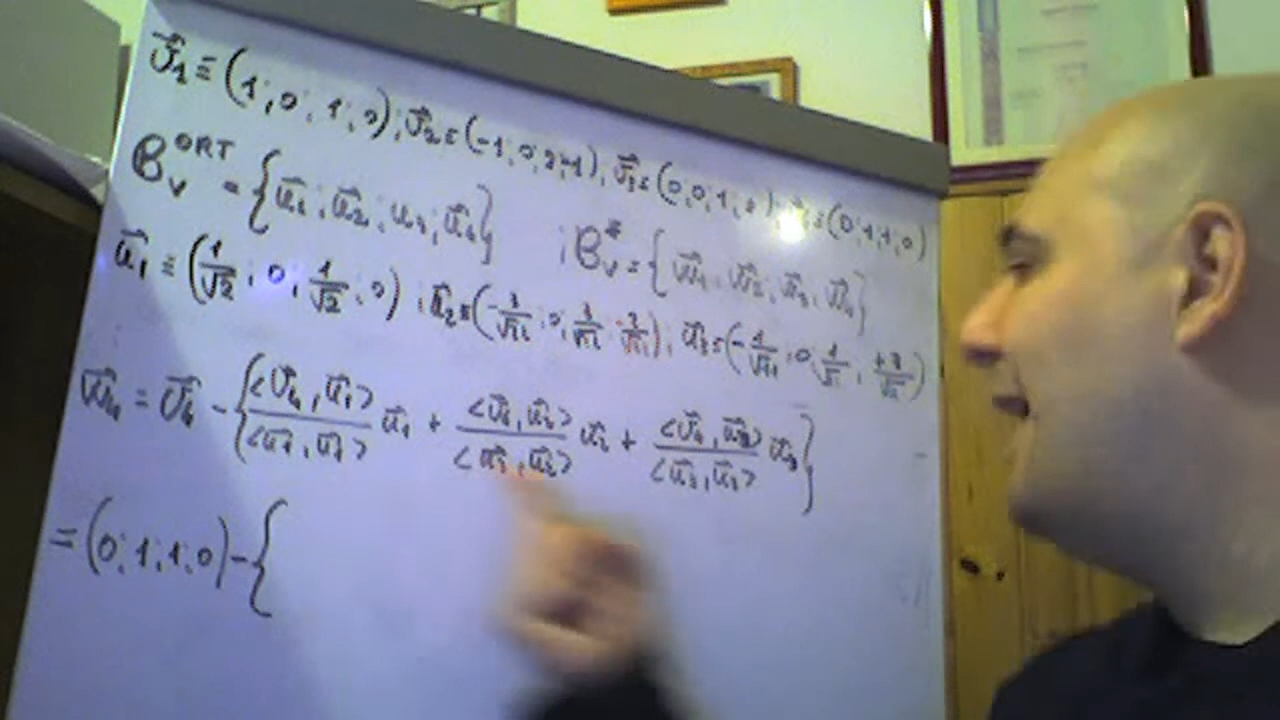 v⃗₁ ≡ (1; 0; 1; 0); v⃗₂ ≡ (-1; 0; 2; 1); v⃗₃ ≡ (0; 0; 1; ); ≡ (0; 1; 1; 0)
B_V^ORT = {u⃗₁; u⃗₂; u₃; u⃗₄} ; B_V^* = {w⃗₁; w⃗₂; w⃗₃; w⃗₄}
u⃗₁ ≡ (1/√2; 0; 1/√2; 0); u⃗₂ ≡ ( ; 0; ; ); u⃗₃ ≡ ( ; 0; ; )
w⃗₄ = v⃗₄ - {<v⃗₄, u⃗₁>/<u⃗₁, u⃗₁> u⃗₁ + <v⃗₄, u⃗₂>/<u⃗₂, u⃗₂> u⃗₂ + <v⃗₄, u⃗₃>/<u⃗₃, u⃗₃> u⃗₃}
= (0; 1; 1; 0) - {